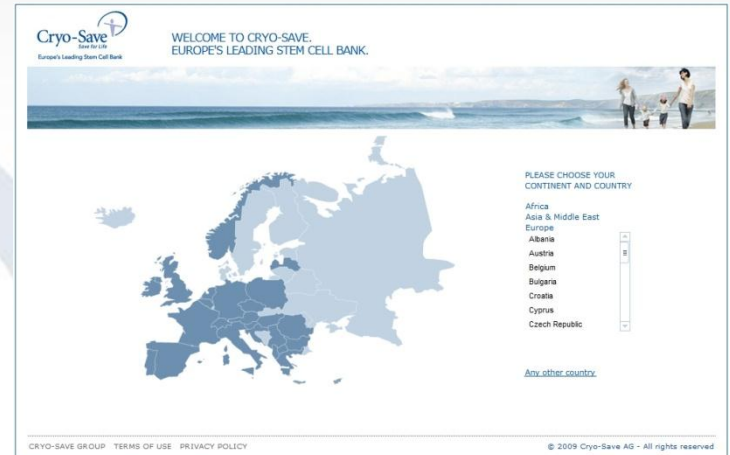 Cryo-Save
Save for Life
Europe's Leading Stem Cell Bank
WELCOME TO CRYO-SAVE.
EUROPE'S LEADING STEM CELL BANK.
PLEASE CHOOSE YOUR
CONTINENT AND COUNTRY
Africa
Asia & Middle East
Europe
Albania
Austria
Belgium
Bulgaria
Croatia
Cyprus
Czech Republic
Any other country
CRYO-SAVE GROUP TERMS OF USE PRIVACY POLICY
© 2009 Cryo-Save AG - All rights reserved